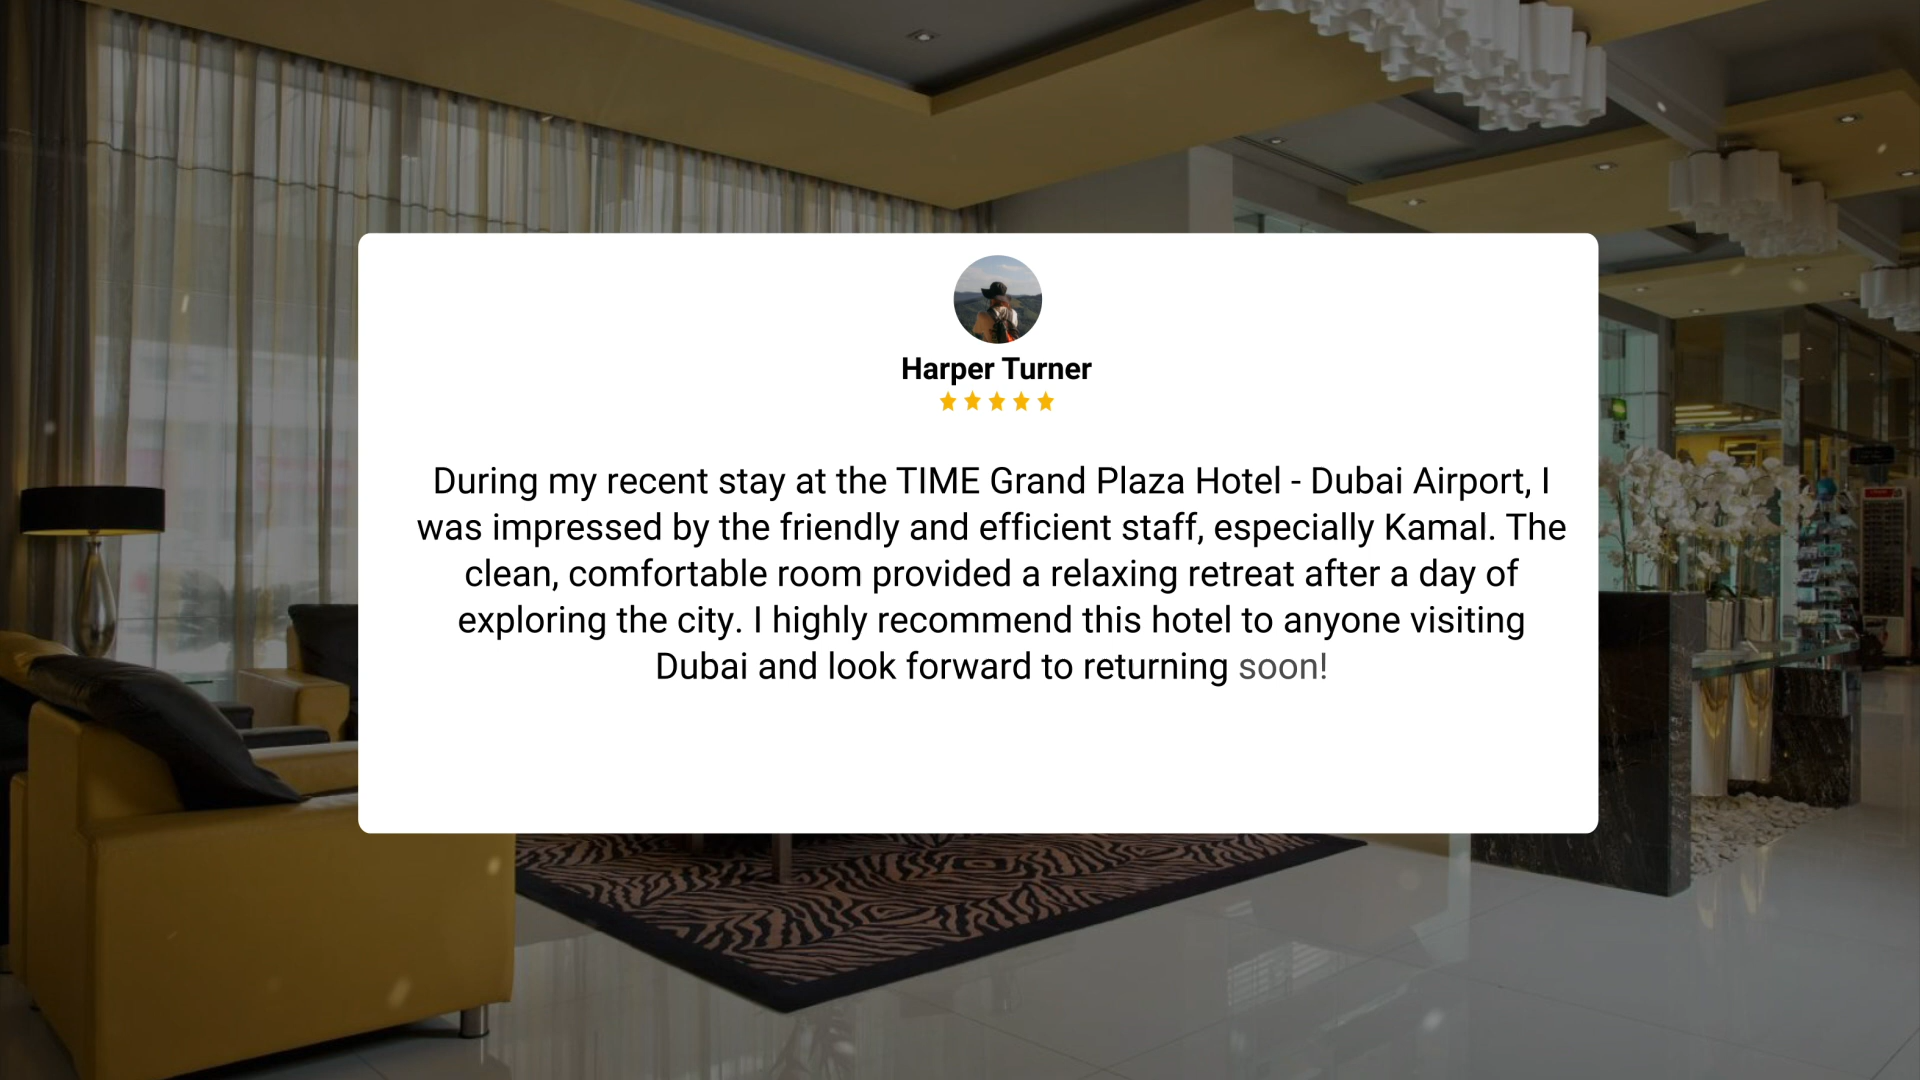 Harper Turner
During my recent stay at the TIME Grand Plaza Hotel - Dubai Airport, I
was impressed by the friendly and efficient staff, especially Kamal. The
clean, comfortable room provided a relaxing retreat after a day of
exploring the city. I highly recommend this hotel to anyone visiting
Dubai and look forward to returning soon!